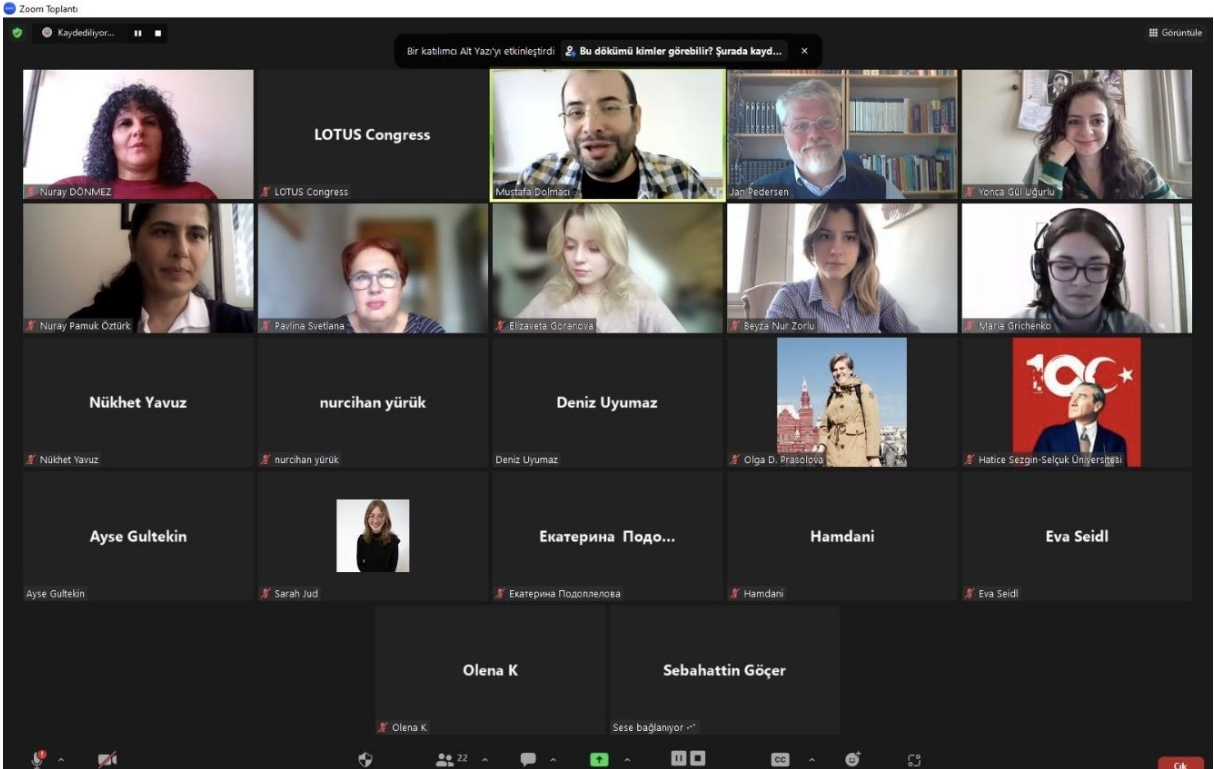 Zoom Toplantı
Kaydediliyor...
Bir katılımcı Alt Yazı'yı etkinleştirdi Bu dökümü kimler görebilir? Şurada kayd... ×
Görüntüle
Nuray DÖNMEZ
LOTUS Congress
LOTUS Congress
Mustafa Dolmacı
Jan Pedersen
Yonca Gül Uğurlu
Nuray Pamuk Öztürk
Pavlina Svetlana
Elizaveta Goranova
Beyza Nur Zorlu
Maria Grichenko
Nükhet Yavuz
Nükhet Yavuz
nurcihan yürük
nurcihan yürük
Deniz Uyumaz
Deniz Uyumaz
Olga D. Prasolova
100
Hatice Sezgin-Selçuk Üniversitesi
Ayse Gultekin
Ayse Gultekin
Sarah Jud
Екатерина Подо...
Екатерина Подоплелова
Hamdani
Hamdani
Eva Seidl
Eva Seidl
Olena K
Olena K
Sebahattin Göçer
Sese bağlanıyor
22
CC
Çık